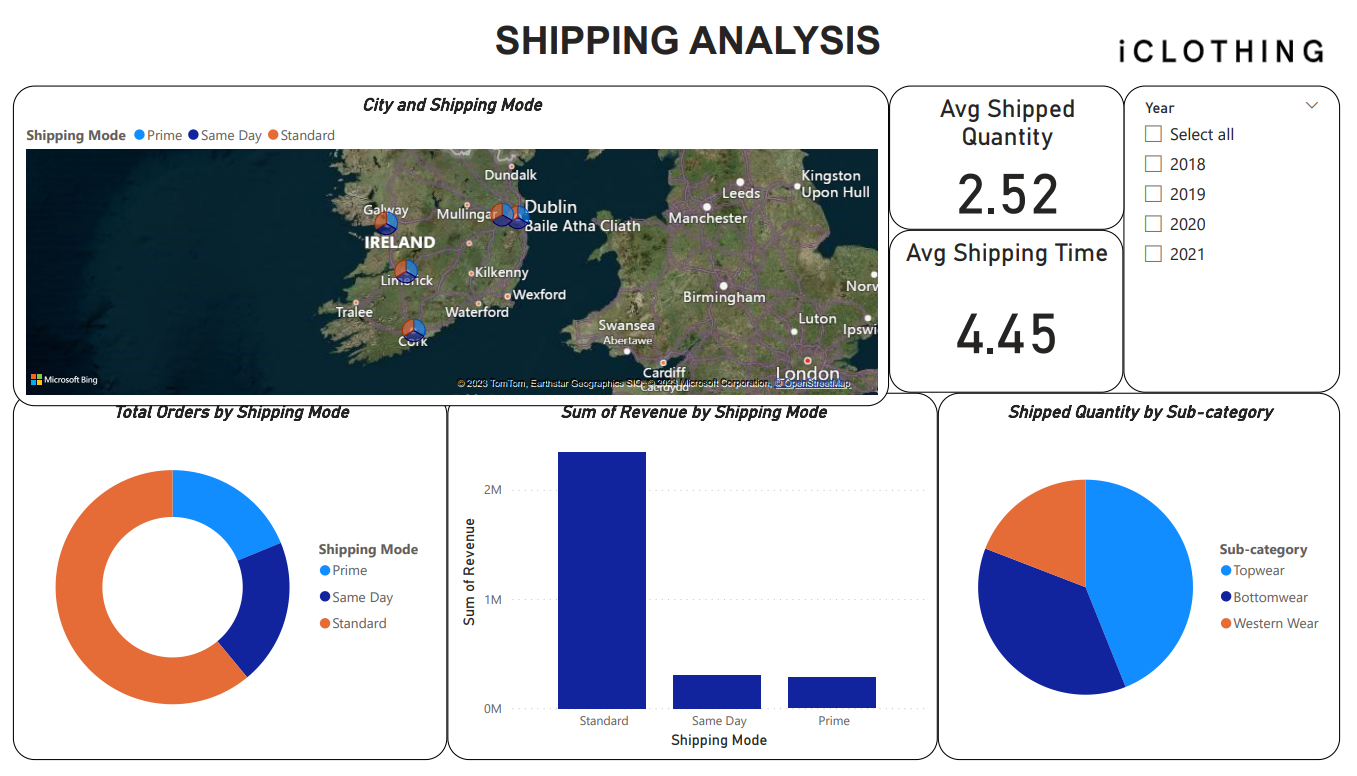 SHIPPING ANALYSIS
iCLOTHING
City and Shipping Mode
Shipping Mode Prime Same Day Standard
Dundalk
Galway
Mullingar
Dublin
Baile Atha Cliath
IRELAND
Limerick
Kilkenny
Wexford
Waterford
Tralee
Cork
Leeds
Kingston
Upon Hull
Manchester
Birmingham
Norw
Luton
Ipswi
Swansea
Abertawe
Cardiff
Caerdydd
London
Microsoft Bing
© 2023 TomTom, Earthstar Geographics SIO, © 2023 Microsoft Corporation, © OpenStreetMap
Avg Shipped
Quantity
2.52
Avg Shipping Time
4.45
Year
Select all
2018
2019
2020
2021
Total Orders by Shipping Mode
Shipping Mode
Prime
Same Day
Standard
Sum of Revenue by Shipping Mode
Sum of Revenue
2M
1M
0M
Standard Same Day Prime
Shipping Mode
Shipped Quantity by Sub-category
Sub-category
Topwear
Bottomwear
Western Wear